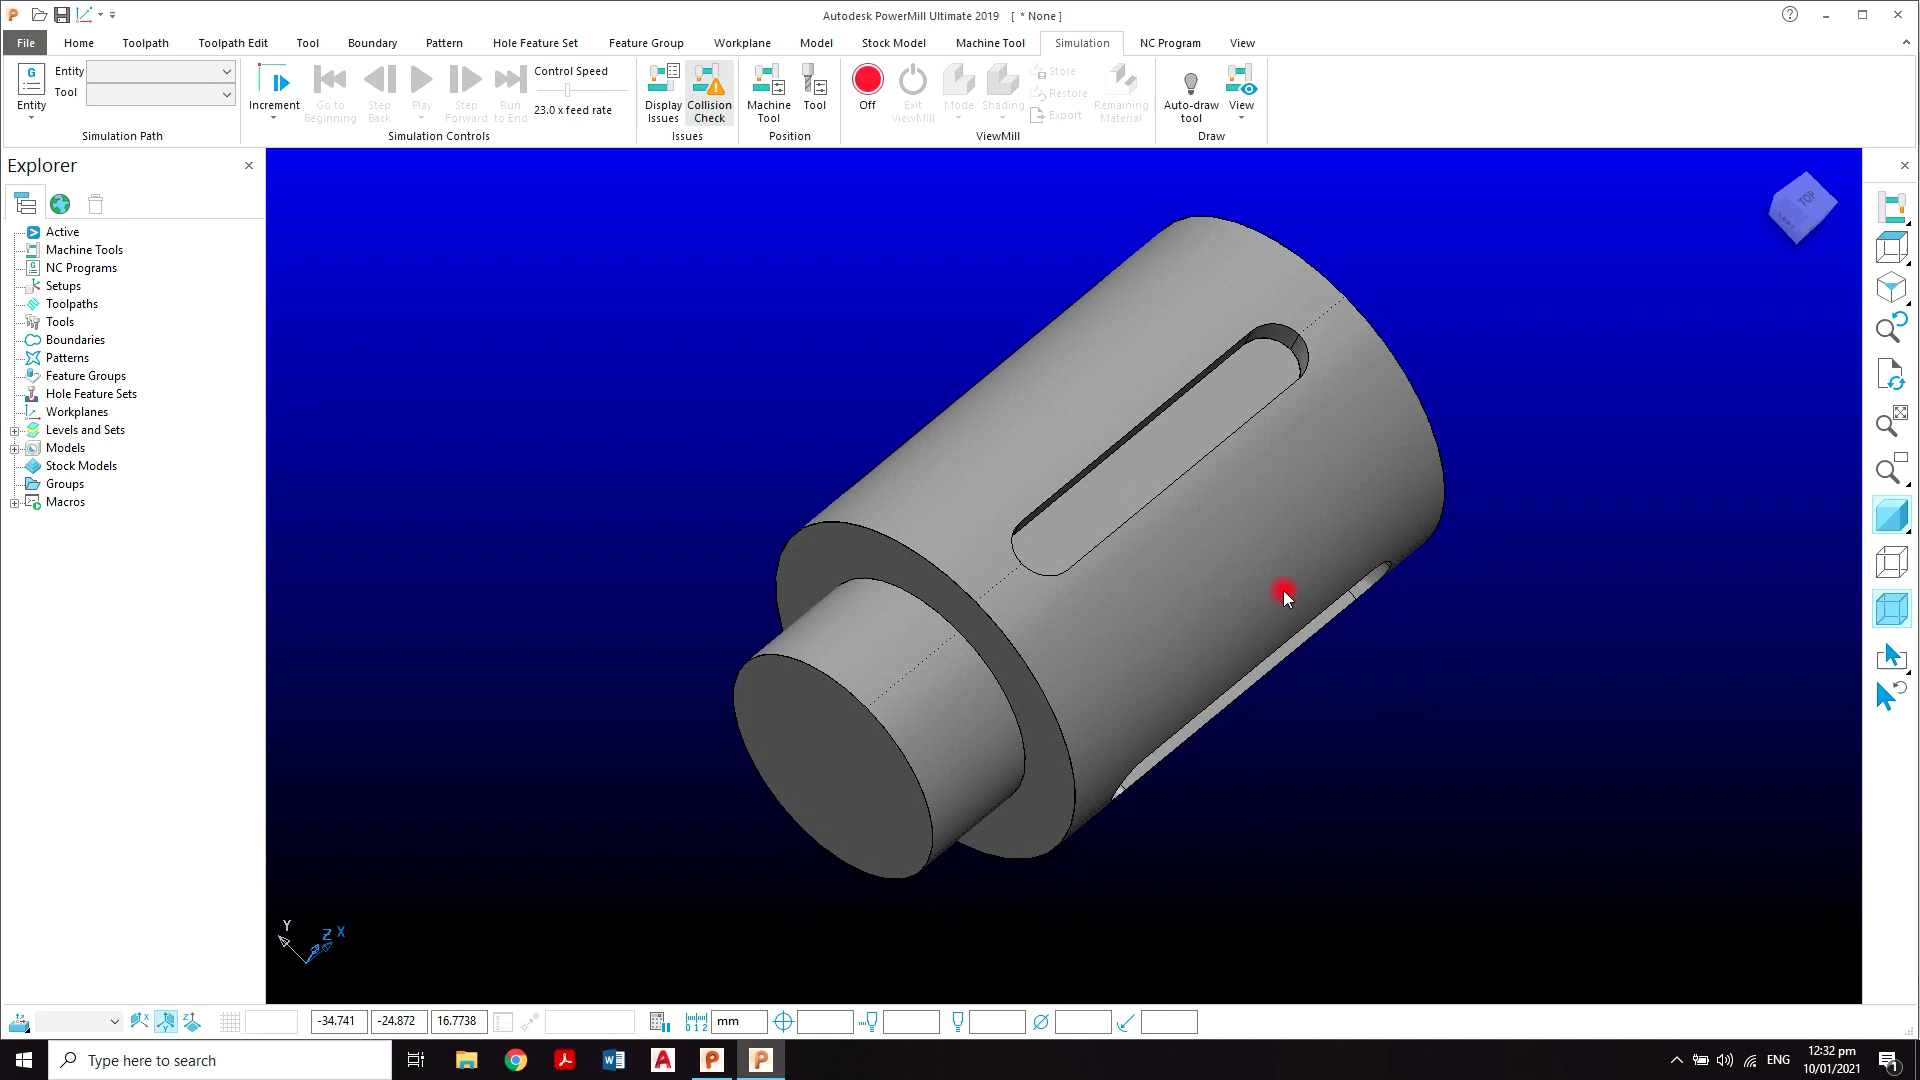 Autodesk PowerMill Ultimate 2019 [ * None ]
File Home Toolpath Toolpath Edit Tool Boundary Pattern Hole Feature Set Feature Group Workplane Model Stock Model Machine Tool Simulation NC Program View
Entity
Tool
Entity
Simulation Path
Increment
Go to Beginning
Step Back
Play
Step Forward
Run to End
Control Speed
23.0 x feed rate
Simulation Controls
Display Issues
Collision Check
Issues
Machine Tool
Tool
Position
Off
Exit ViewMill
Mode
Shading
Store
Restore
Export
Remaining Material
ViewMill
Auto-draw tool
View
Draw
Explorer
Active
Machine Tools
NC Programs
Setups
Toolpaths
Tools
Boundaries
Patterns
Feature Groups
Hole Feature Sets
Workplanes
Levels and Sets
Models
Stock Models
Groups
Macros
TOP
Y
Z X
-34.741 -24.872 16.7738 mm
Type here to search
ENG
12:32 pm
10/01/2021